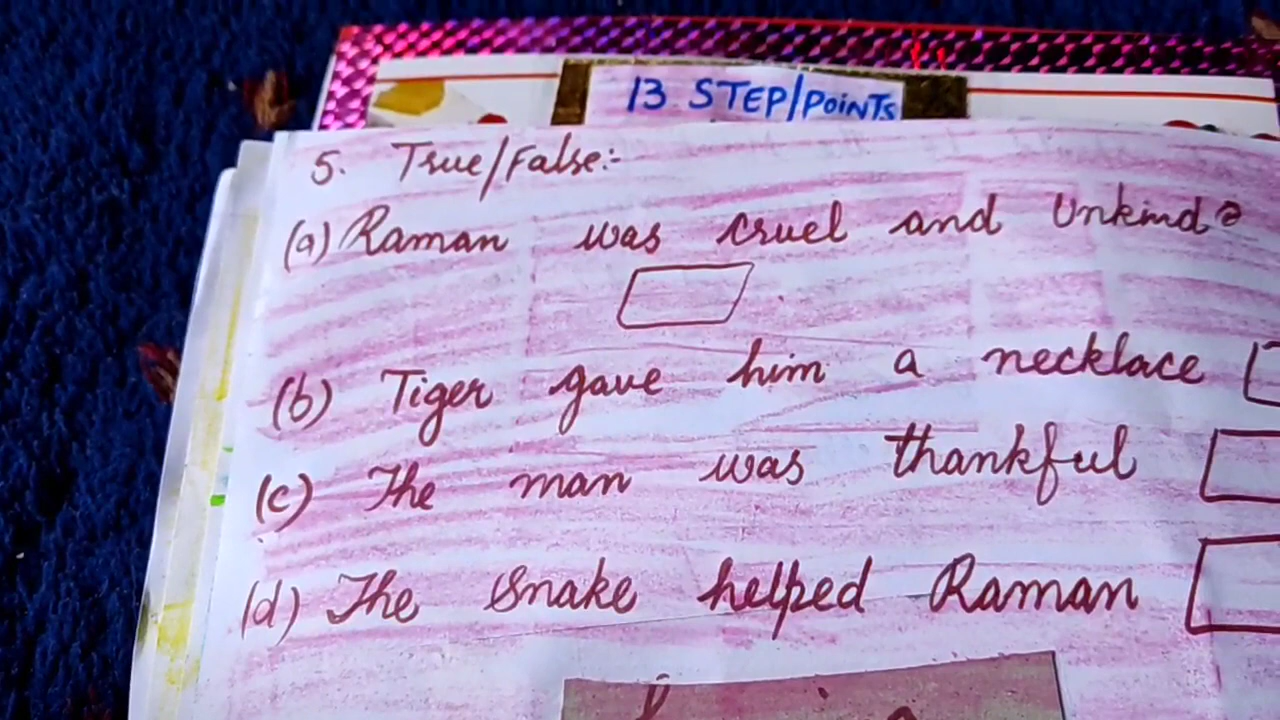 13 STEP/POINTS
5. True/False:-
(a) Raman was cruel and Unkind
(b) Tiger gave him a necklace
(c) The man was thankful
(d) The Snake helped Raman